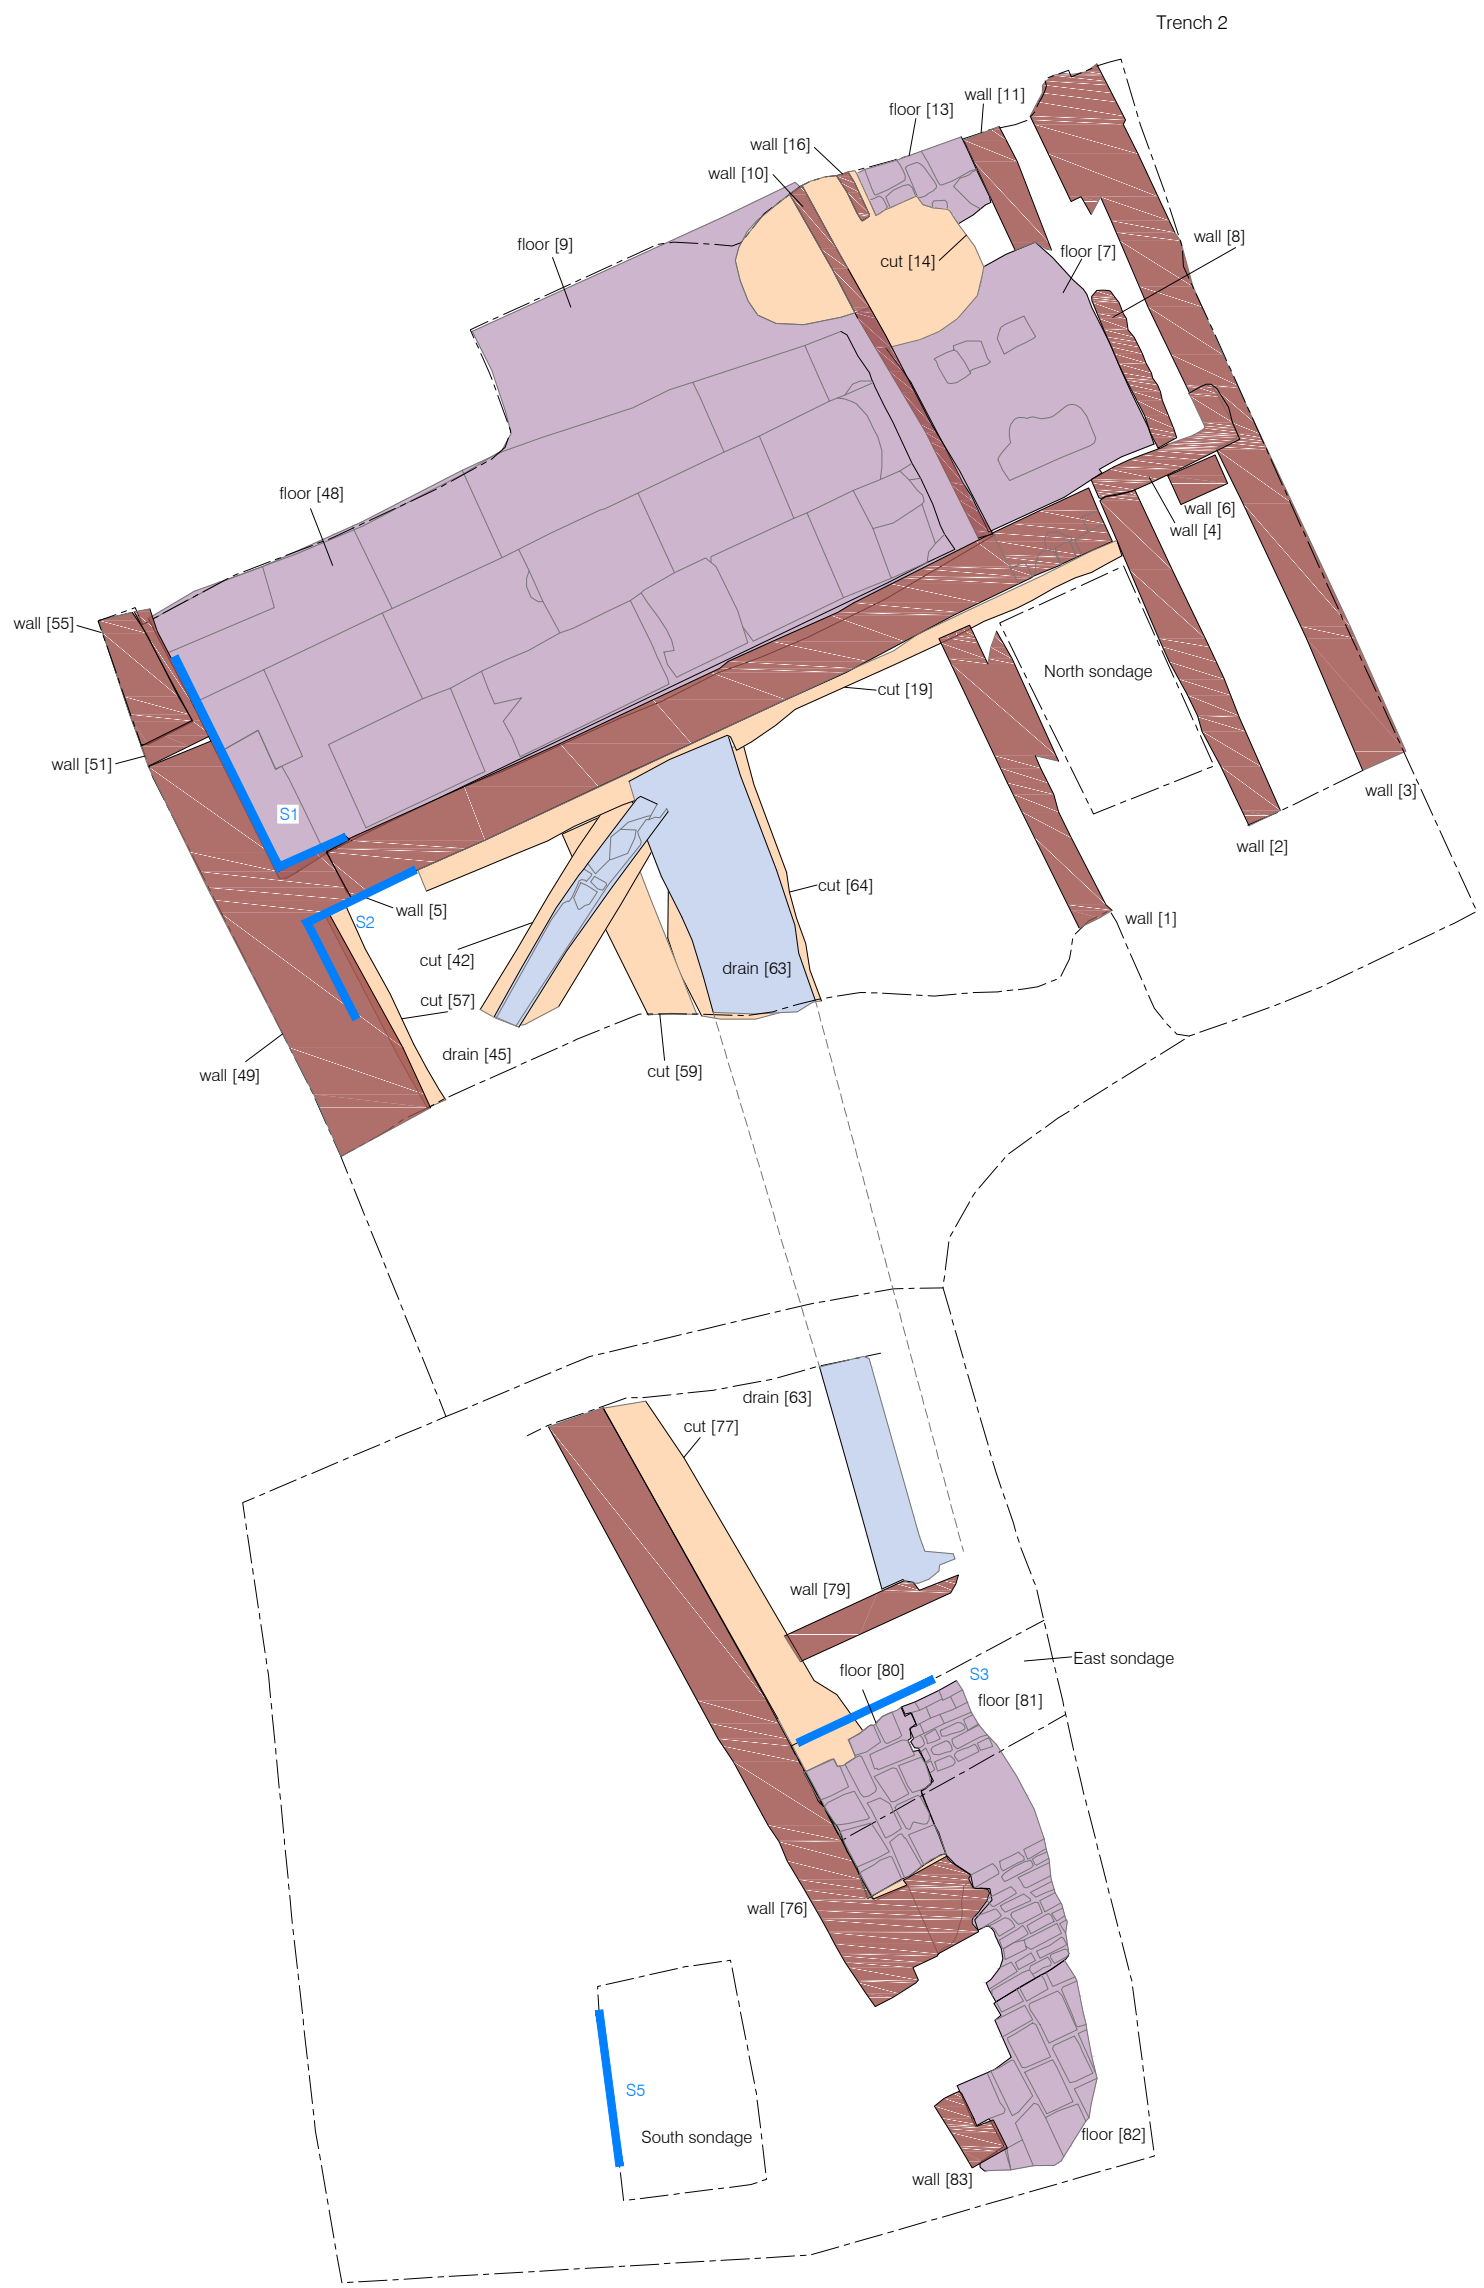 Trench 2
wall [11]
floor [13]
wall [16]
wall [10]
wall [8]
floor [9]
floor [7]
cut [14]
floor [48]
wall [6]
wall [4]
wall [55]
North sondage
cut [19]
wall [51]
wall [3]
S1
wall [2]
cut [64]
wall [5]
wall [1]
S2
cut [42]
drain [63]
cut [57]
drain [45]
cut [59]
wall [49]
drain [63]
cut [77]
wall [79]
East sondage
floor [80]
S3
floor [81]
wall [76]
S5
South sondage
floor [82]
wall [83]